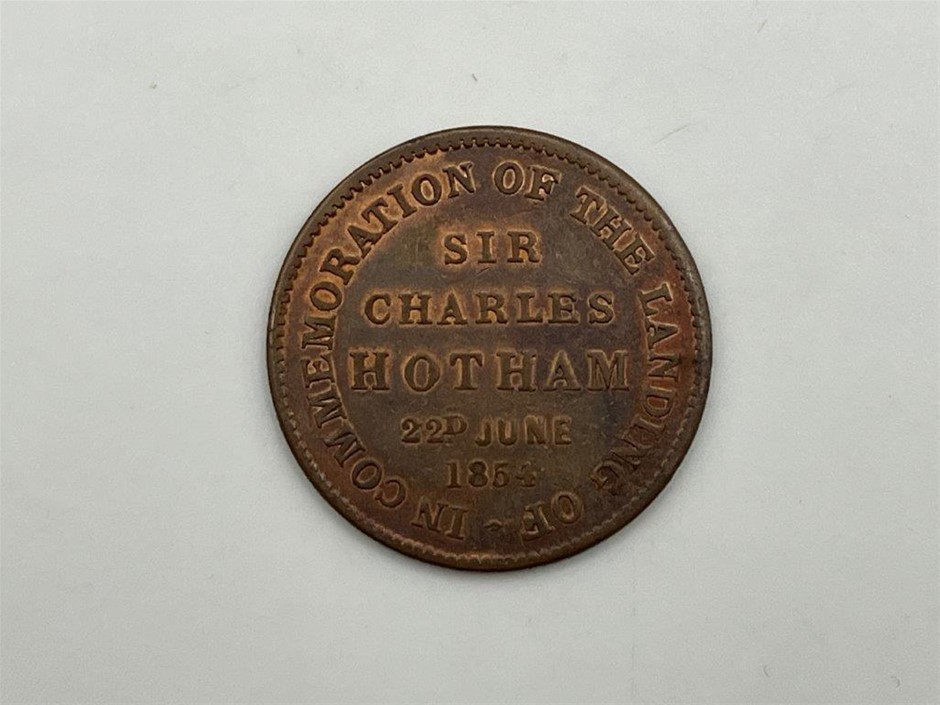 IN COMMEMORATION OF THE LANDING OF
SIR
CHARLES
HOTHAM
22D JUNE
1854